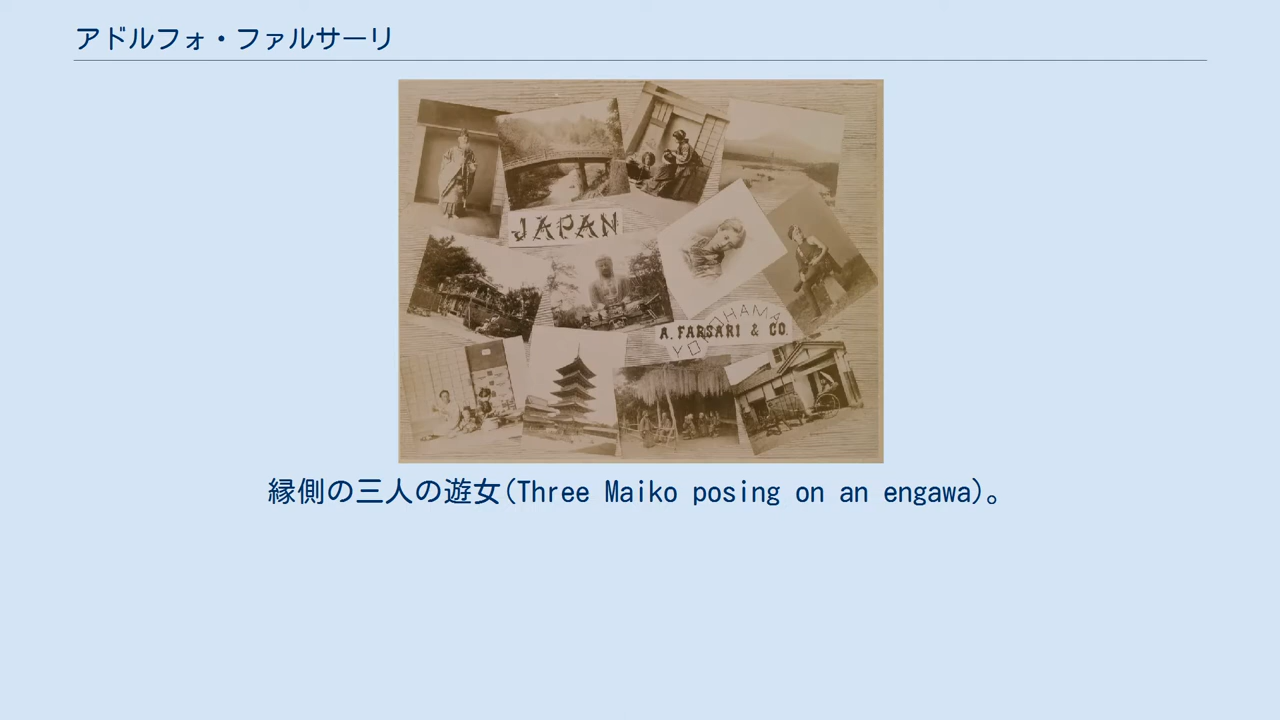 アドルフォ・ファルサーリ
JAPAN
YOKOHAMA
A. FARSARI & CO.
縁側の三人の遊女(Three Maiko posing on an engawa)。